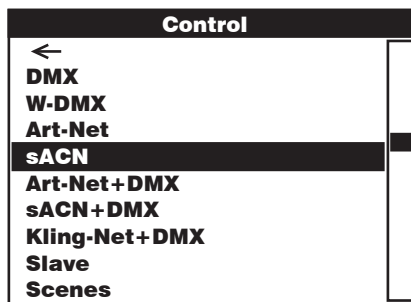 Control
←
DMX
W-DMX
Art-Net
sACN
Art-Net+DMX
sACN+DMX
Kling-Net+DMX
Slave
Scenes